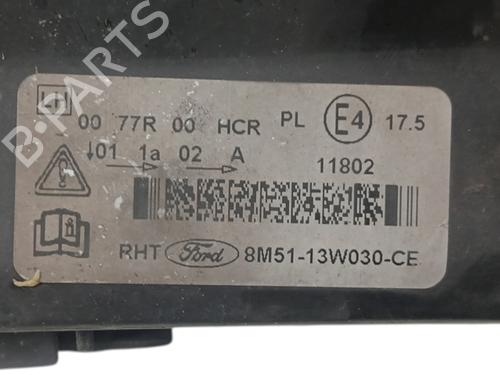 B-PARTS
00 77R 00 HCR PL E4 17.5
↓01 1a 02 A 11802
RHT Ford 8M51-13W030-CE